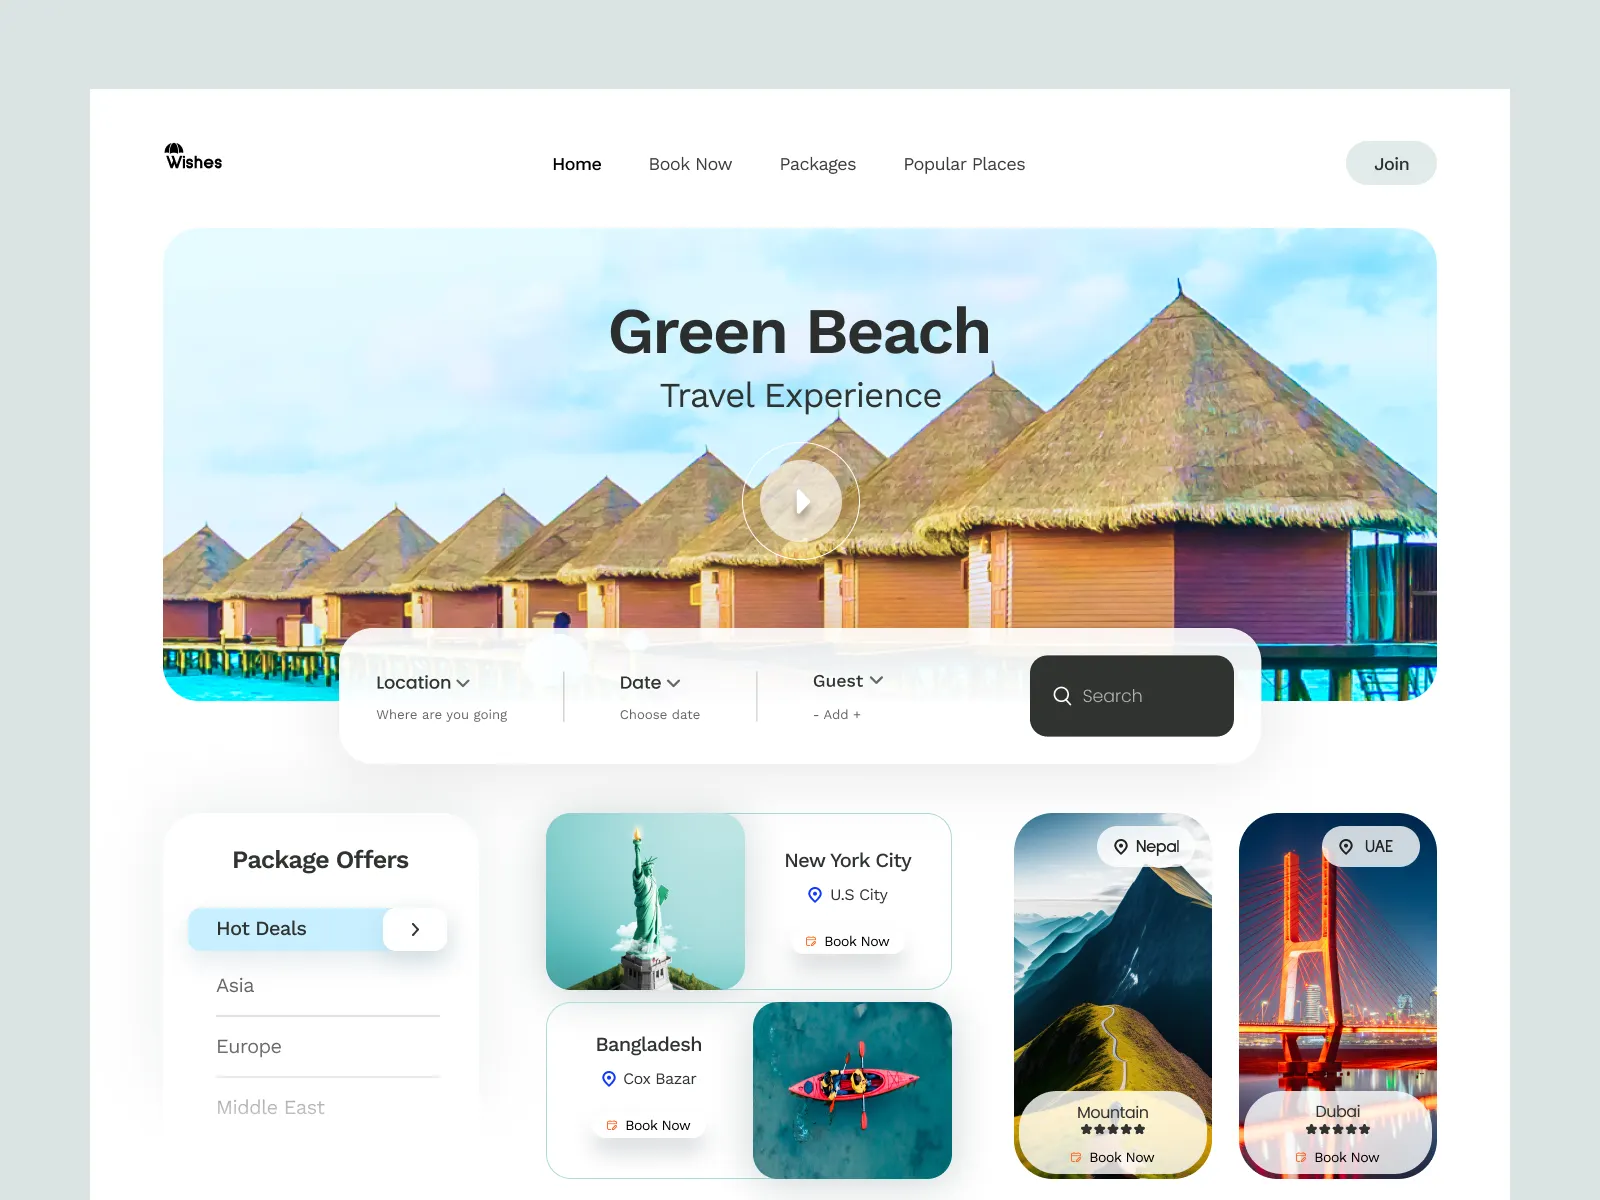 Wishes
Home
Book Now
Packages
Popular Places
Join
Green Beach
Travel Experience
Location
Where are you going
Date
Choose date
Guest
- Add +
Search
Package Offers
Hot Deals
Asia
Europe
Middle East
New York City
U.S City
Book Now
Bangladesh
Cox Bazar
Book Now
Nepal
Mountain
Book Now
UAE
Dubai
Book Now